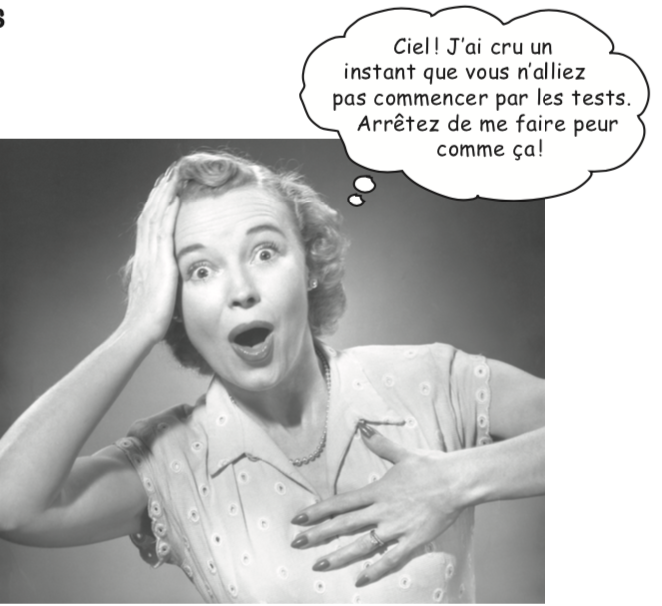 s
Ciel! J'ai cru un
instant que vous n'alliez
pas commencer par les tests.
Arrêtez de me faire peur
comme ça!